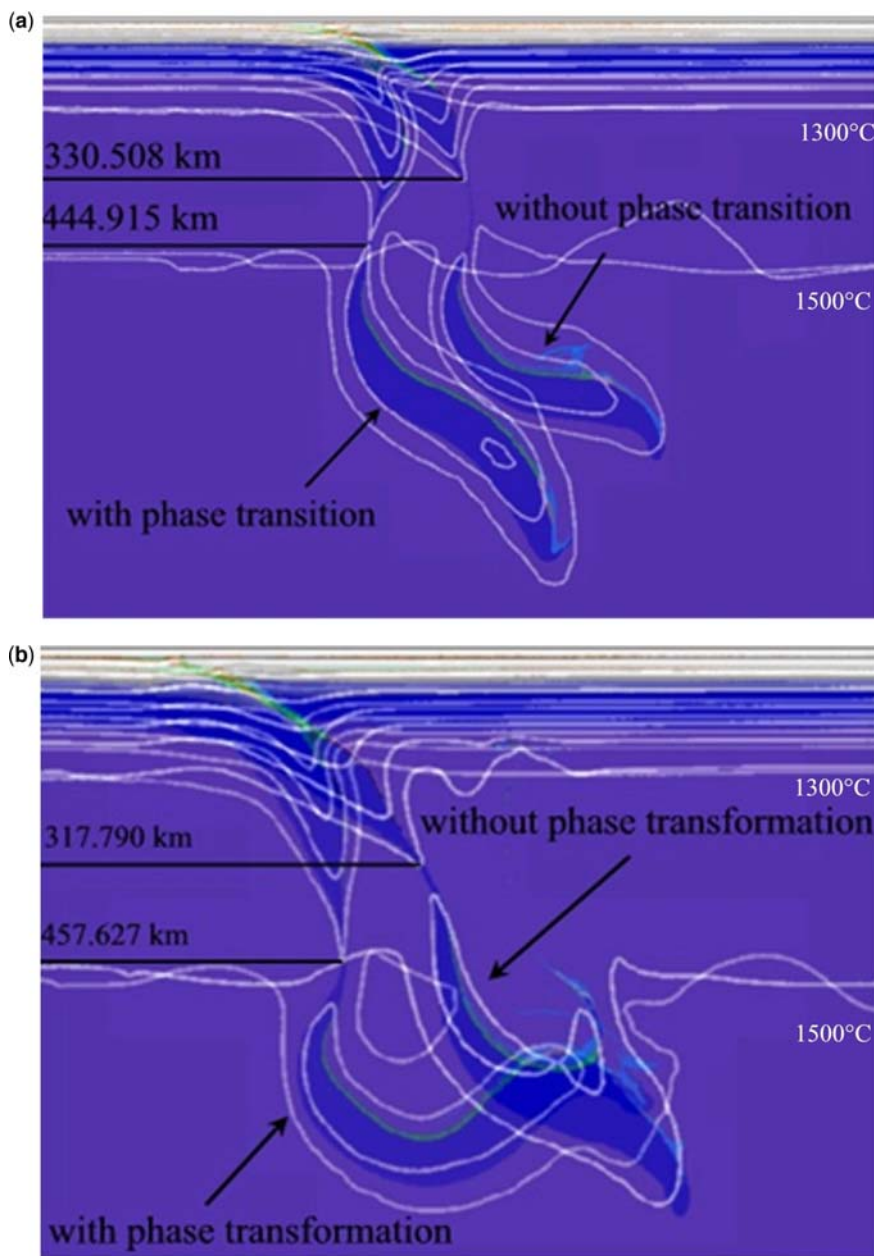 (a)
1300°C
330.508 km
without phase transition
444.915 km
1500°C
with phase transition
(b)
1300°C
without phase transformation
317.790 km
457.627 km
1500°C
with phase transformation